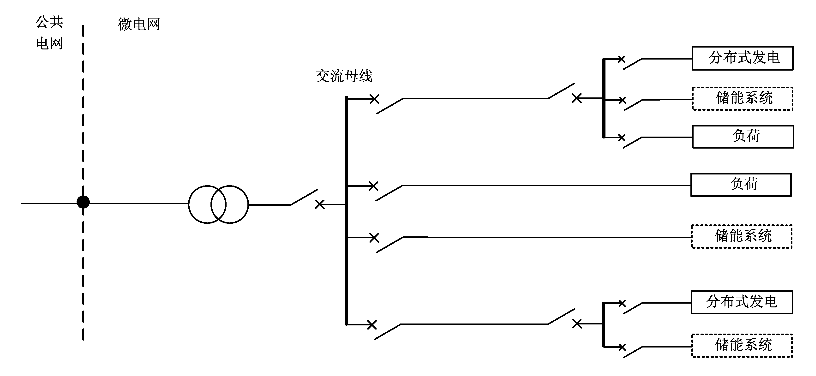 公共
电网
微电网
交流母线
分布式发电
储能系统
负荷
负荷
储能系统
分布式发电
储能系统